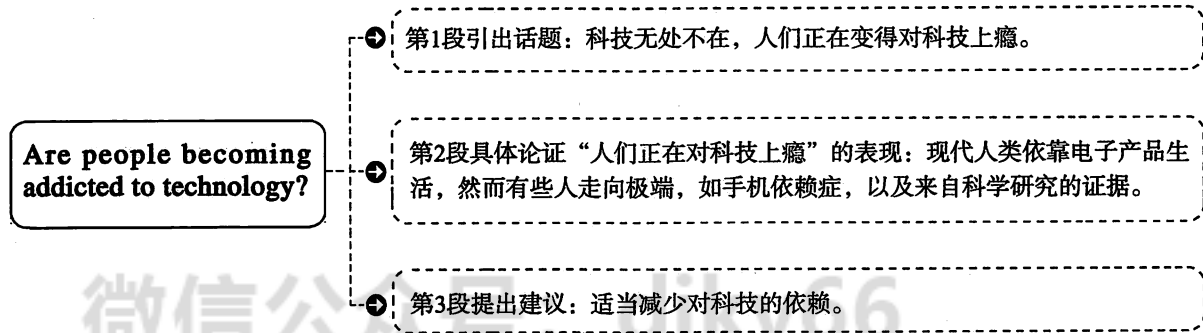 第1段引出话题：科技无处不在，人们正在变得对科技上瘾。
Are people becoming
addicted to technology?
第2段具体论证“人们正在对科技上瘾”的表现：现代人类依靠电子产品生
活，然而有些人走向极端，如手机依赖症，以及来自科学研究的证据。
第3段提出建议：适当减少对科技的依赖。
微信公众号